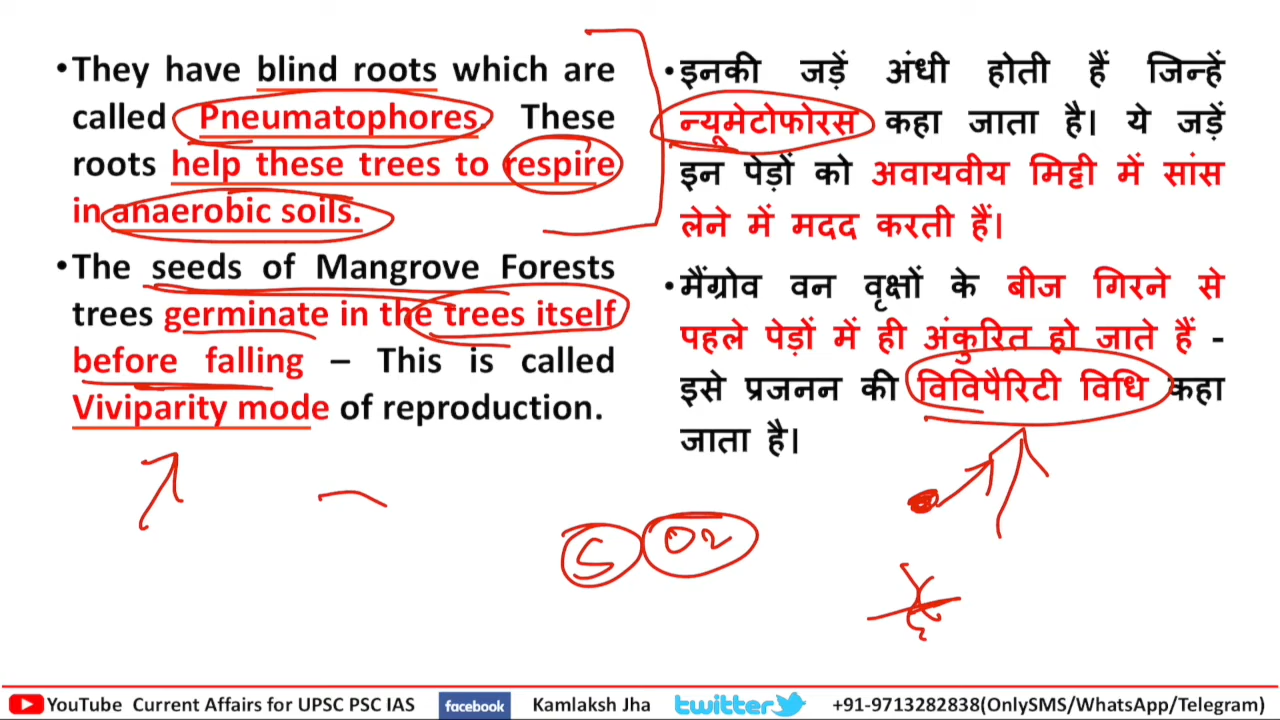 •They have blind roots which are
called Pneumatophores. These
roots help these trees to respire
in anaerobic soils.
•The seeds of Mangrove Forests
trees germinate in the trees itself
before falling – This is called
Viviparity mode of reproduction.
•इनकी जड़ें अंधी होती हैं जिन्हें
न्यूमेटोफोरस कहा जाता है। ये जड़ें
इन पेड़ों को अवायवीय मिट्टी में सांस
लेने में मदद करती हैं।
•मैंग्रोव वन वृक्षों के बीज गिरने से
पहले पेड़ों में ही अंकुरित हो जाते हैं -
इसे प्रजनन की विविपैरिटी विधि कहा
जाता है।
S O2
YouTube Current Affairs for UPSC PSC IAS facebook Kamlaksh Jha twitter +91-9713282838(OnlySMS/WhatsApp/Telegram)